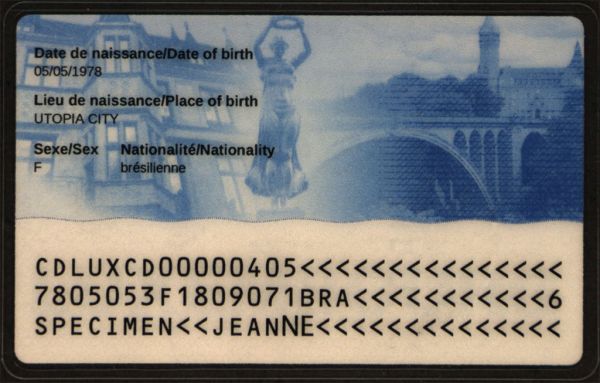 Date de naissance/Date of birth
05/05/1978
Lieu de naissance/Place of birth
UTOPIA CITY
Sexe/Sex Nationalité/Nationality
F brésilienne
CDLUXCD00000405<<<<<<<<<<<<<<<
7805053F1809071BRA<<<<<<<<<<<6
SPECIMEN<<JEANNE<<<<<<<<<<<<<<